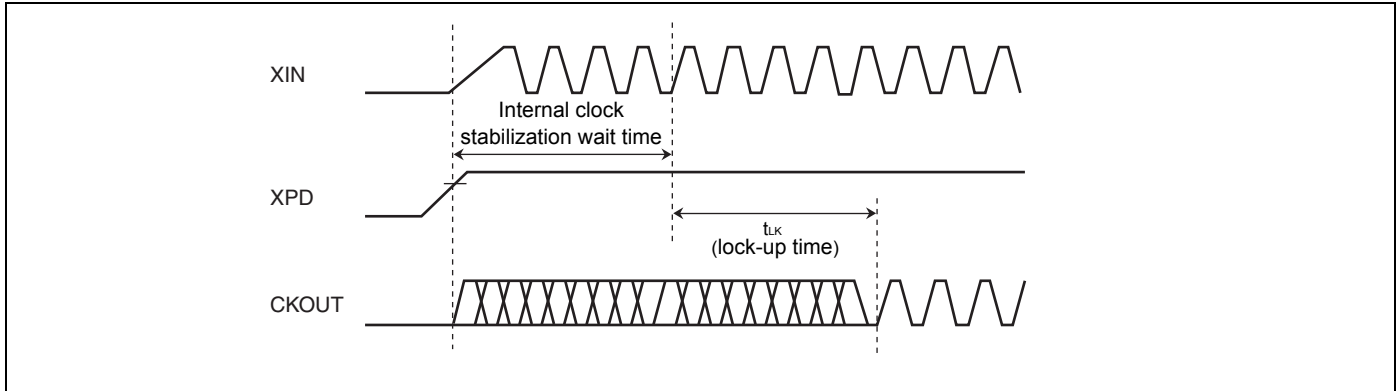 XIN
Internal clock
stabilization wait time
XPD
tLK
(lock-up time)
CKOUT